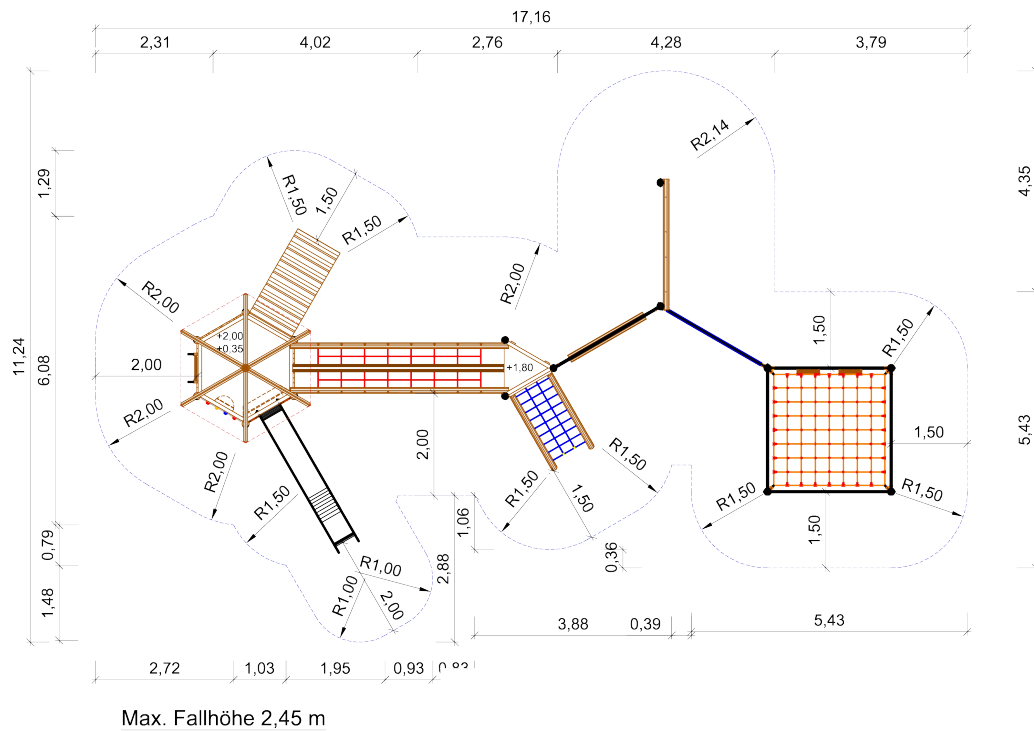 17,16
2,31 4,02 2,76 4,28 3,79
R2,14
1,29
R1,50
1,50
R1,50
4,35
R2,00
R2,00
11,24
6,08
+2.00
+0.35
2,00
+1,80
1,50
R1,50
R2,00
R2,00
2,00
1,50
5,43
R1,50
R1,50
R1,50
1,50
R1,50
R1,50
1,50
0,79
1,06
0,36
R1,00
R1,00
2,00
2,88
1,48
3,88 0,39 5,43
2,72 1,03 1,95 0,93
Max. Fallhöhe 2,45 m